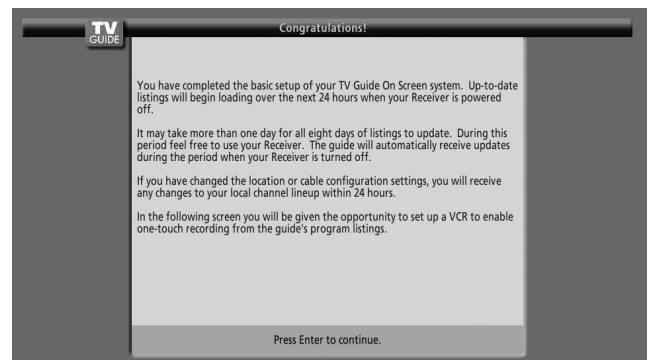 TV
GUIDE
Congratulations!
You have completed the basic setup of your TV Guide On Screen system.  Up-to-date
listings will begin loading over the next 24 hours when your Receiver is powered
off.
It may take more than one day for all eight days of listings to update.  During this
period feel free to use your Receiver.  The guide will automatically receive updates
during the period when your Receiver is turned off.
If you have changed the location or cable configuration settings, you will receive
any changes to your local channel lineup within 24 hours.
In the following screen you will be given the opportunity to set up a VCR to enable
one-touch recording from the guide's program listings.
Press Enter to continue.